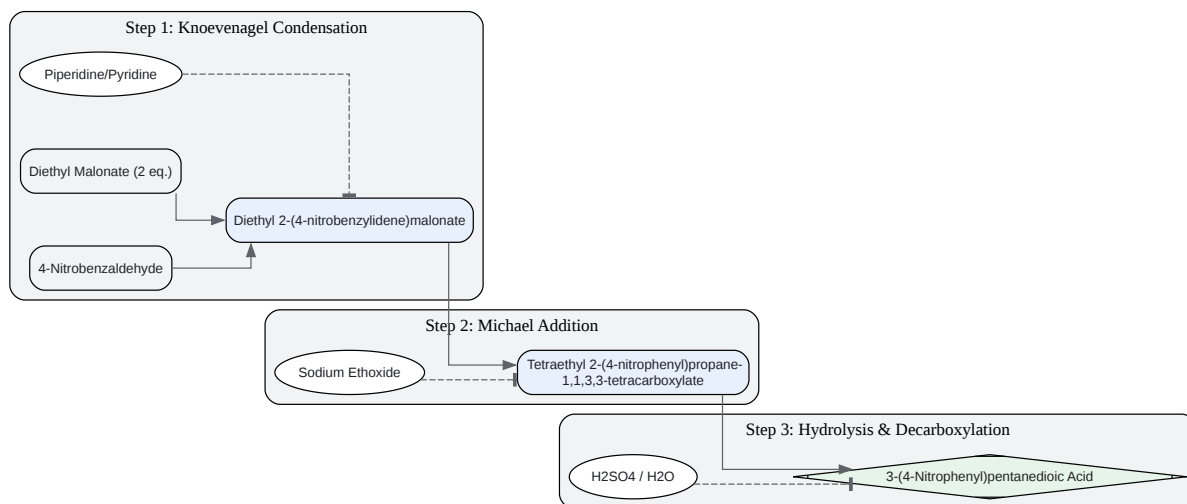 Step 1: Knoevenagel Condensation
Piperidine/Pyridine
Diethyl Malonate (2 eq.)
Diethyl 2-(4-nitrobenzylidene)malonate
4-Nitrobenzaldehyde
Step 2: Michael Addition
Sodium Ethoxide
Tetraethyl 2-(4-nitrophenyl)propane-
1,1,3,3-tetracarboxylate
Step 3: Hydrolysis & Decarboxylation
H2SO4 / H2O
3-(4-Nitrophenyl)pentanedioic Acid